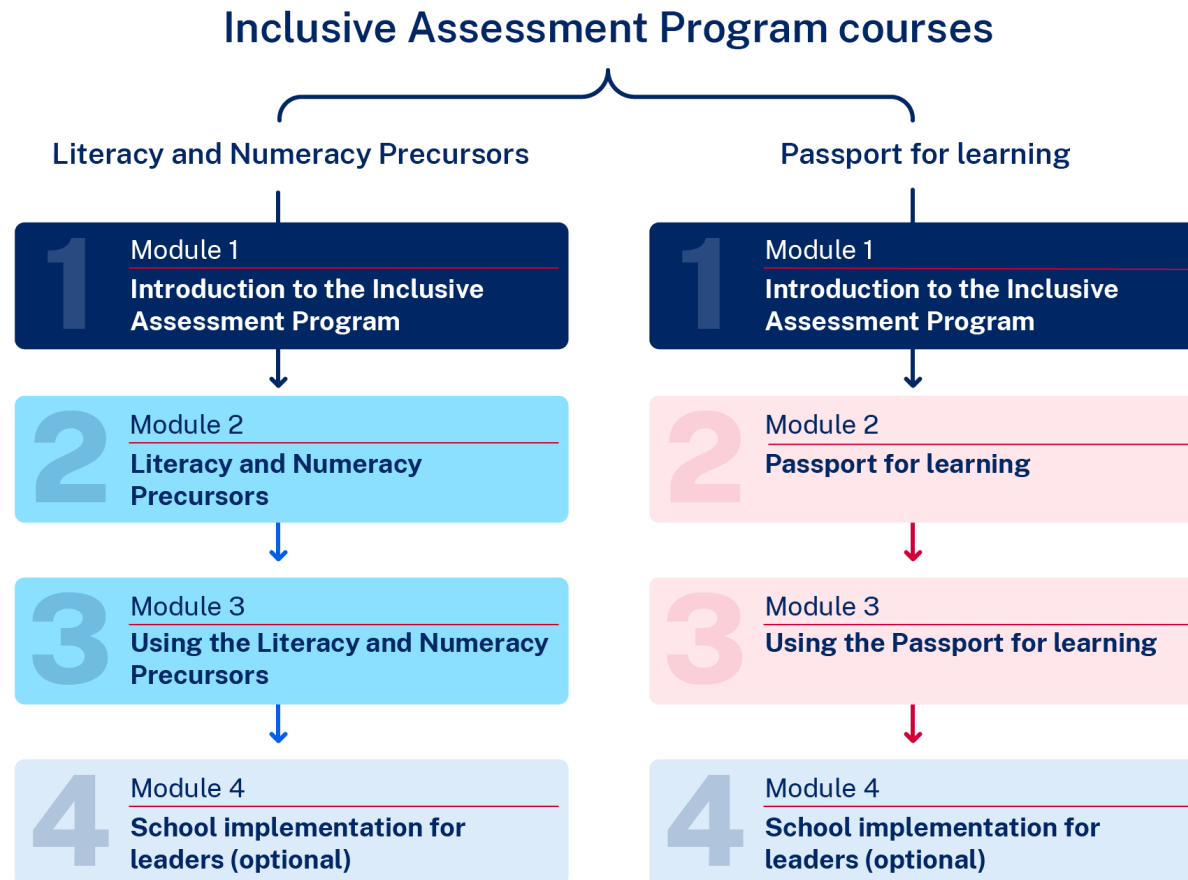 Inclusive Assessment Program courses
Literacy and Numeracy Precursors
1
Module 1
Introduction to the Inclusive
Assessment Program
2
Module 2
Literacy and Numeracy
Precursors
3
Module 3
Using the Literacy and Numeracy
Precursors
4
Module 4
School implementation for
leaders (optional)
Passport for learning
1
Module 1
Introduction to the Inclusive
Assessment Program
2
Module 2
Passport for learning
3
Module 3
Using the Passport for learning
4
Module 4
School implementation for
leaders (optional)